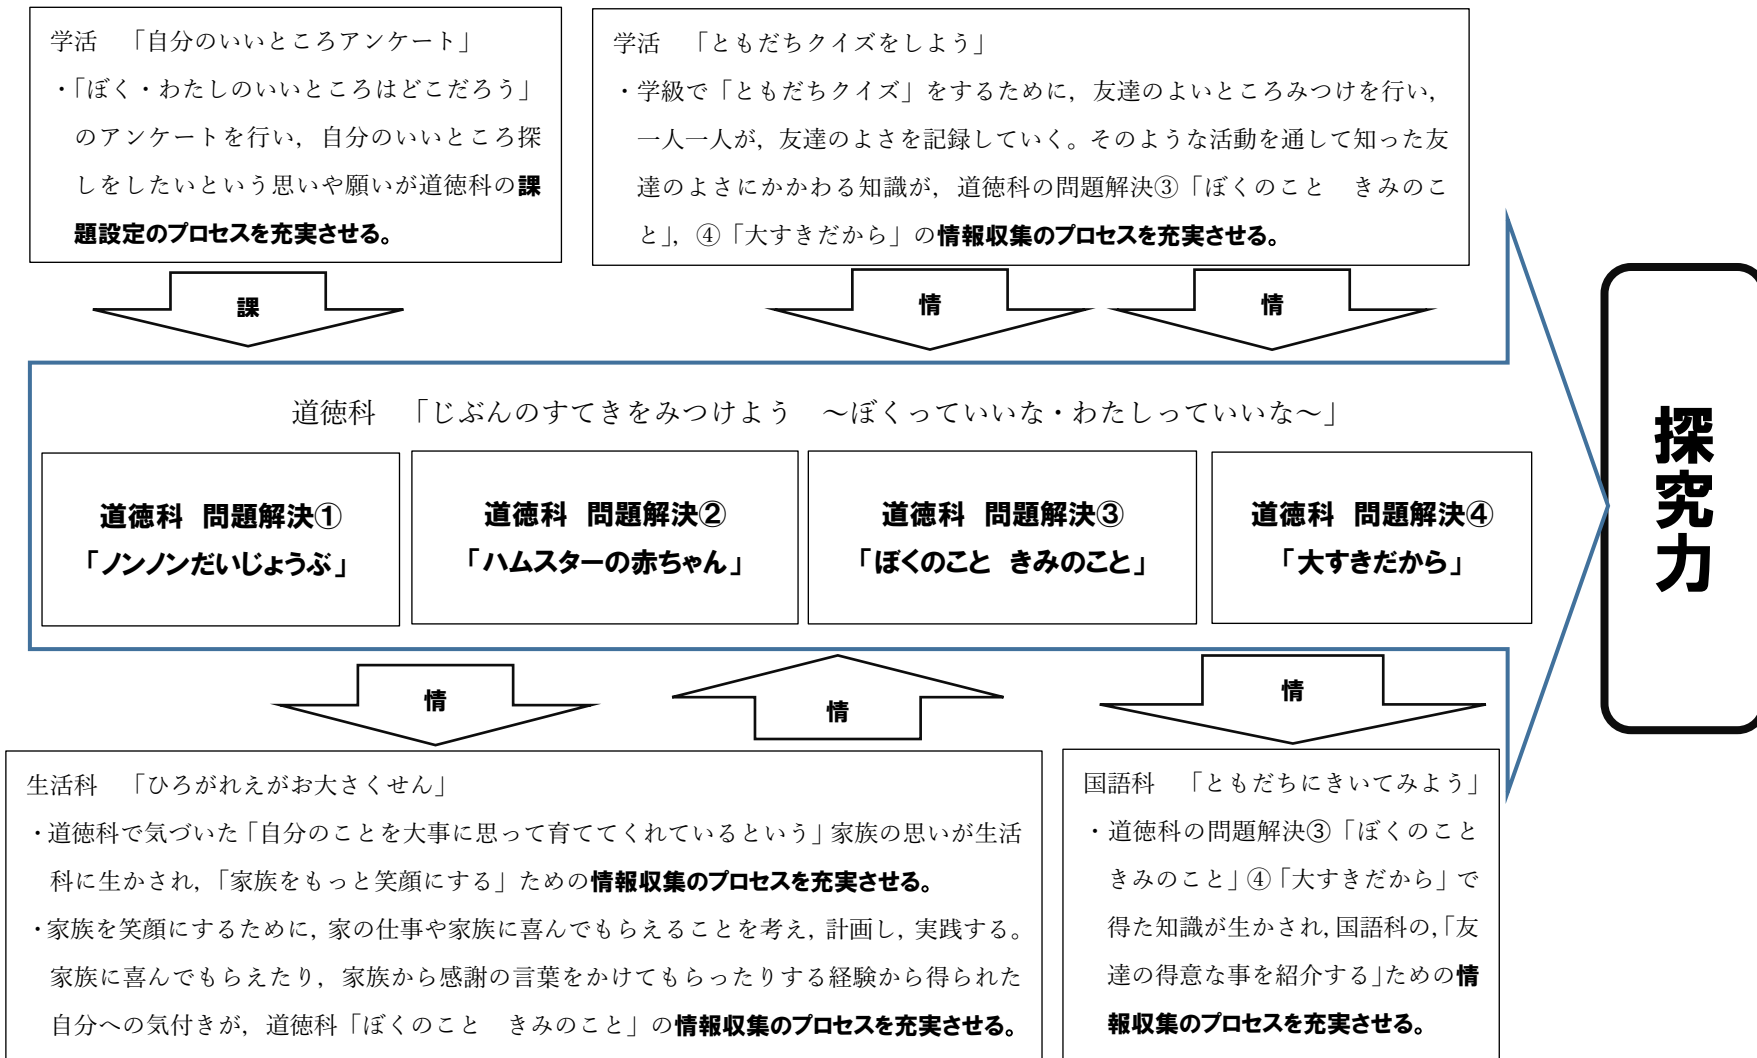 学活　「自分のいいところアンケート」
・「ぼく・わたしのいいところはどこだろう」
のアンケートを行い，自分のいいところ探
しをしたいという思いや願いが道徳科の課
題設定のプロセスを充実させる。
学活　「ともだちクイズをしよう」
・学級で「ともだちクイズ」をするために，友達のよいところみつけを行い，
一人一人が，友達のよさを記録していく。そのような活動を通して知った友
達のよさにかかわる知識が，道徳科の問題解決③「ぼくのこと　きみのこ
と」，④「大すきだから」の情報収集のプロセスを充実させる。
課
情
情
道徳科　「じぶんのすてきをみつけよう　～ぼくっていいな・わたしっていいな～」
道徳科 問題解決①
「ノンノンだいじょうぶ」
道徳科 問題解決②
「ハムスターの赤ちゃん」
道徳科 問題解決③
「ぼくのこと きみのこと」
道徳科 問題解決④
「大すきだから」
探究力
情
情
情
生活科　「ひろがれえがお大さくせん」
・道徳科で気づいた「自分のことを大事に思って育ててくれているという」家族の思いが生活
科に生かされ，「家族をもっと笑顔にする」ための情報収集のプロセスを充実させる。
・家族を笑顔にするために，家の仕事や家族に喜んでもらえることを考え，計画し，実践する。
家族に喜んでもらえたり，家族から感謝の言葉をかけてもらったりする経験から得られた
自分への気付きが，道徳科「ぼくのこと　きみのこと」の情報収集のプロセスを充実させる。
国語科　「ともだちにきいてみよう」
・道徳科の問題解決③「ぼくのこと
きみのこと」④「大すきだから」で
得た知識が生かされ，国語科の，「友
達の得意な事を紹介する」ための情
報収集のプロセスを充実させる。